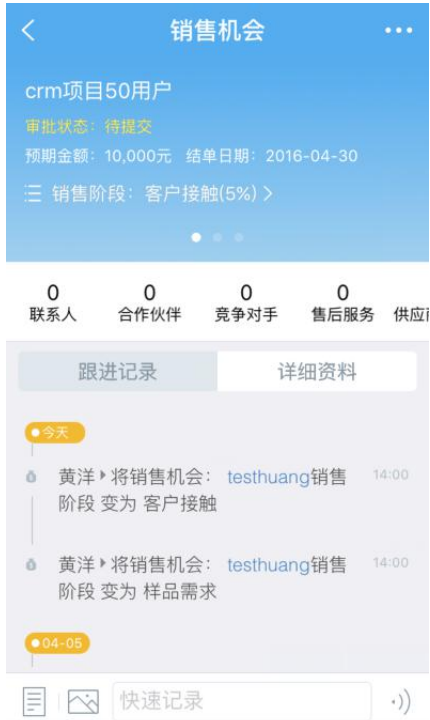 销售机会
crm项目50用户
审批状态：待提交
预期金额：10,000元 结单日期：2016-04-30
销售阶段：客户接触(5%)
0 0 0 0
联系人 合作伙伴 竞争对手 售后服务 供应
跟进记录 详细资料
今天
黄洋 将销售机会： testhuang销售 14:00
阶段 变为 客户接触
黄洋 将销售机会： testhuang销售 14:00
阶段 变为 样品需求
04-05
快速记录